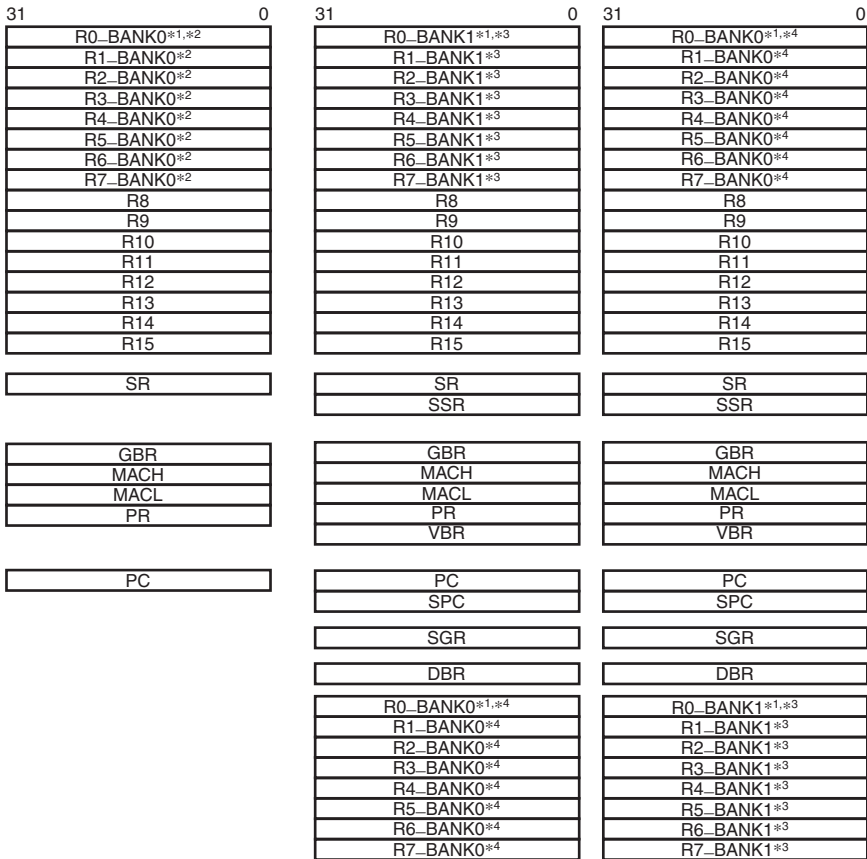 31 0 31 0 31 0
R0_BANK0*1,*2 R0_BANK1*1,*3 R0_BANK0*1,*4
R1_BANK0*2 R1_BANK1*3 R1_BANK0*4
R2_BANK0*2 R2_BANK1*3 R2_BANK0*4
R3_BANK0*2 R3_BANK1*3 R3_BANK0*4
R4_BANK0*2 R4_BANK1*3 R4_BANK0*4
R5_BANK0*2 R5_BANK1*3 R5_BANK0*4
R6_BANK0*2 R6_BANK1*3 R6_BANK0*4
R7_BANK0*2 R7_BANK1*3 R7_BANK0*4
R8 R8 R8
R9 R9 R9
R10 R10 R10
R11 R11 R11
R12 R12 R12
R13 R13 R13
R14 R14 R14
R15 R15 R15
SR SR SR
SSR SSR
GBR GBR GBR
MACH MACH MACH
MACL MACL MACL
PR PR PR
VBR VBR
PC PC PC
SPC SPC
SGR SGR
DBR DBR
R0_BANK0*1,*4 R0_BANK1*1,*3
R1_BANK0*4 R1_BANK1*3
R2_BANK0*4 R2_BANK1*3
R3_BANK0*4 R3_BANK1*3
R4_BANK0*4 R4_BANK1*3
R5_BANK0*4 R5_BANK1*3
R6_BANK0*4 R6_BANK1*3
R7_BANK0*4 R7_BANK1*3